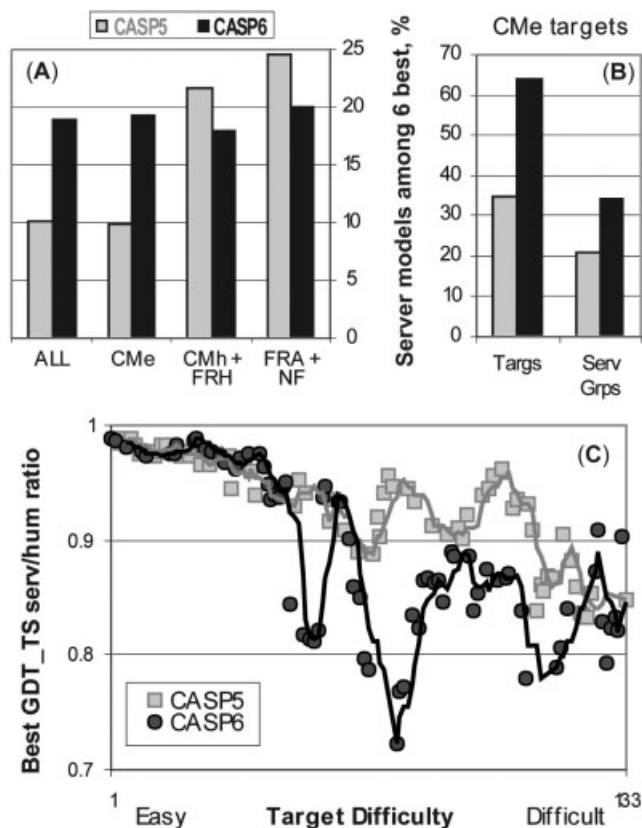 CASP5 CASP6
(A)
25
20
15
10
5
0
ALL CMe CMh + FRH FRA + NF
Server models among 6 best, %
CMe targets
(B)
70
60
50
40
30
20
10
0
Targs Serv Grps
(C)
Best GDT_TS serv/hum ratio
1
0.9
0.8
0.7
CASP5
CASP6
1 133
Easy Target Difficulty Difficult